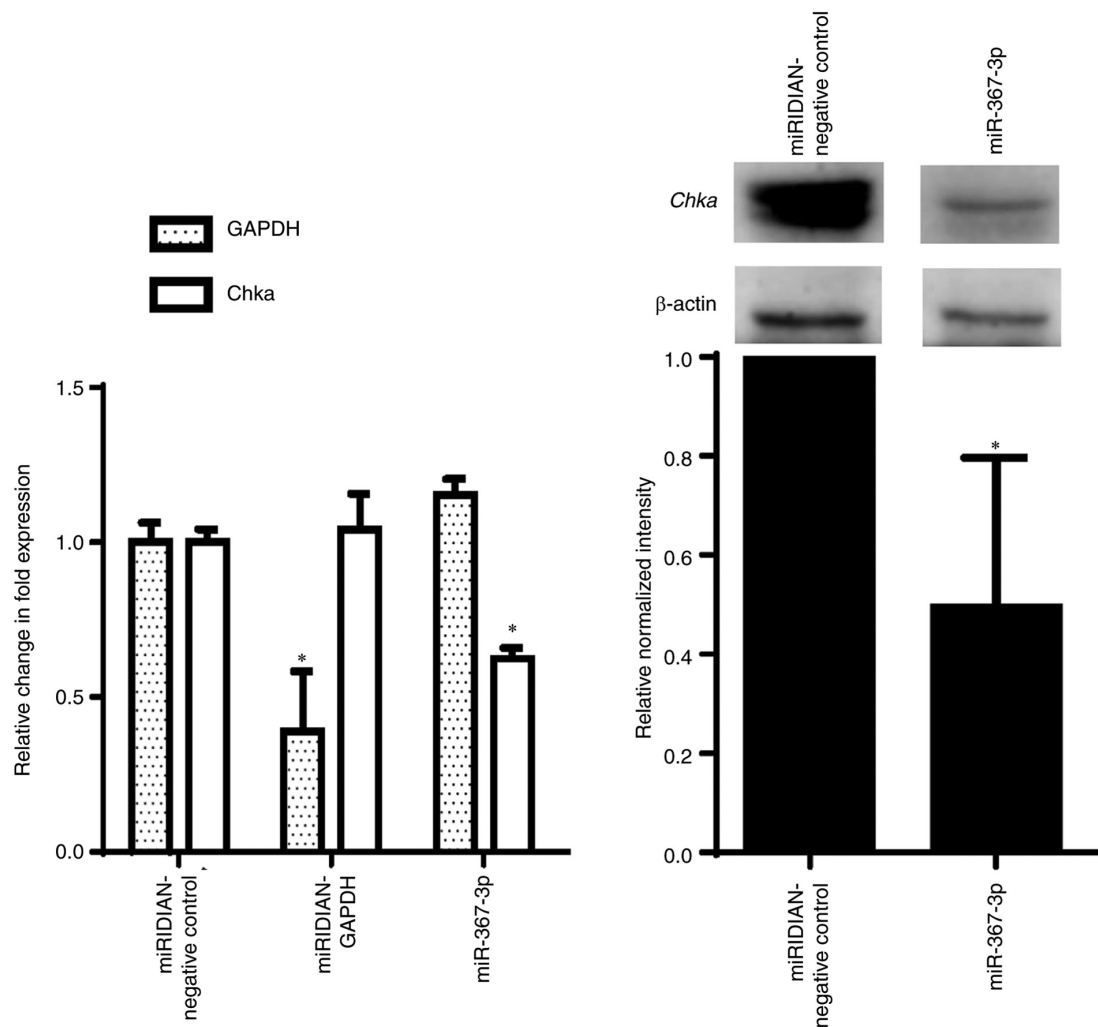 GAPDH
Chka
Relative change in fold expression
1.5
1.0
0.5
0.0
*
*
miRIDIAN-
negative control
miRIDIAN-
GAPDH
miR-367-3p
miRIDIAN-
negative control
miR-367-3p
Chka
β-actin
Relative normalized intensity
1.0
0.8
0.6
0.4
0.2
0.0
*
miRIDIAN-
negative control
miR-367-3p